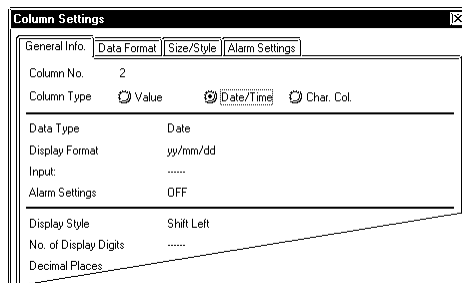 Column Settings
General Info. Data Format Size/Style Alarm Settings
Column No. 2
Column Type Value Date/Time Char. Col.
Data Type Date
Display Format yy/mm/dd
Input: ------
Alarm Settings OFF
Display Style Shift Left
No. of Display Digits ------
Decimal Places